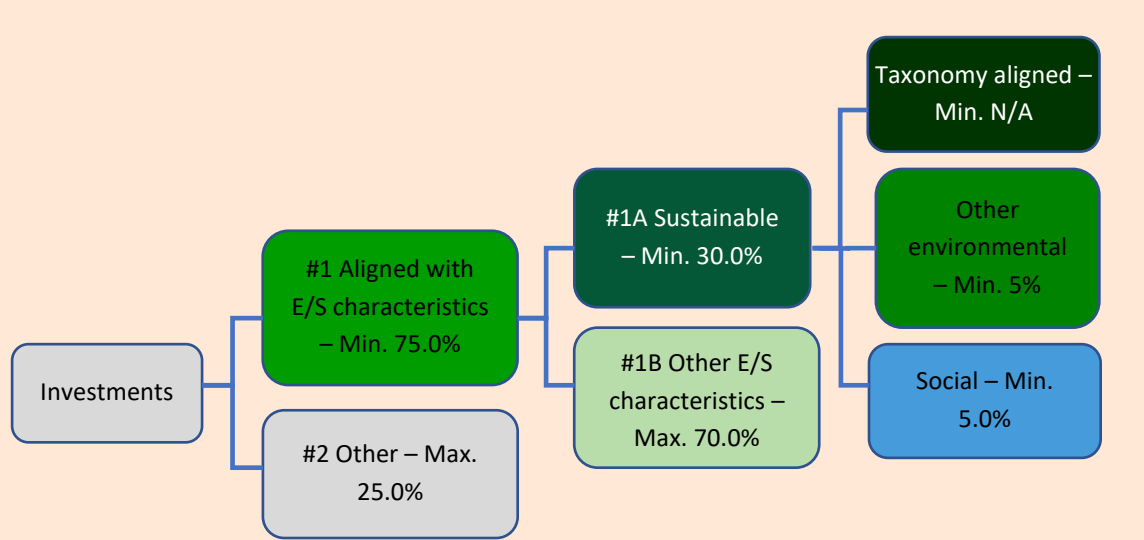 Investments
#1 Aligned with
E/S characteristics
– Min. 75.0%
#2 Other – Max.
25.0%
#1A Sustainable
– Min. 30.0%
#1B Other E/S
characteristics –
Max. 70.0%
Taxonomy aligned –
Min. N/A
Other
environmental
– Min. 5%
Social – Min.
5.0%